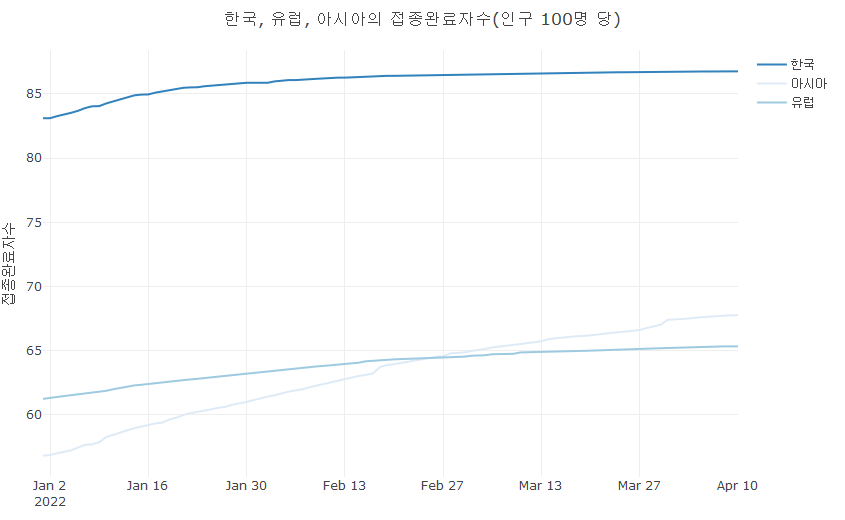 한국, 유럽, 아시아의 접종완료자수(인구 100명 당)
한국
아시아
유럽
접종완료자수
85
80
75
70
65
60
Jan 2
2022
Jan 16
Jan 30
Feb 13
Feb 27
Mar 13
Mar 27
Apr 10